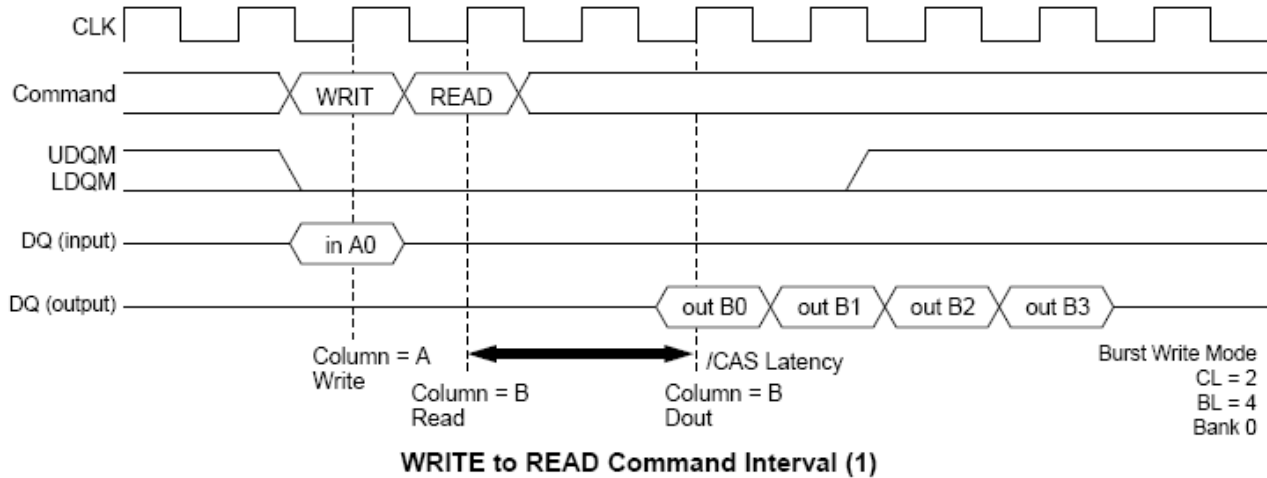 CLK
Command
WRIT
READ
UDQM
LDQM
DQ (input)
in A0
DQ (output)
out B0
out B1
out B2
out B3
Column = A
Write
/CAS Latency
Column = B
Read
Column = B
Dout
Burst Write Mode
CL = 2
BL = 4
Bank 0
WRITE to READ Command Interval (1)